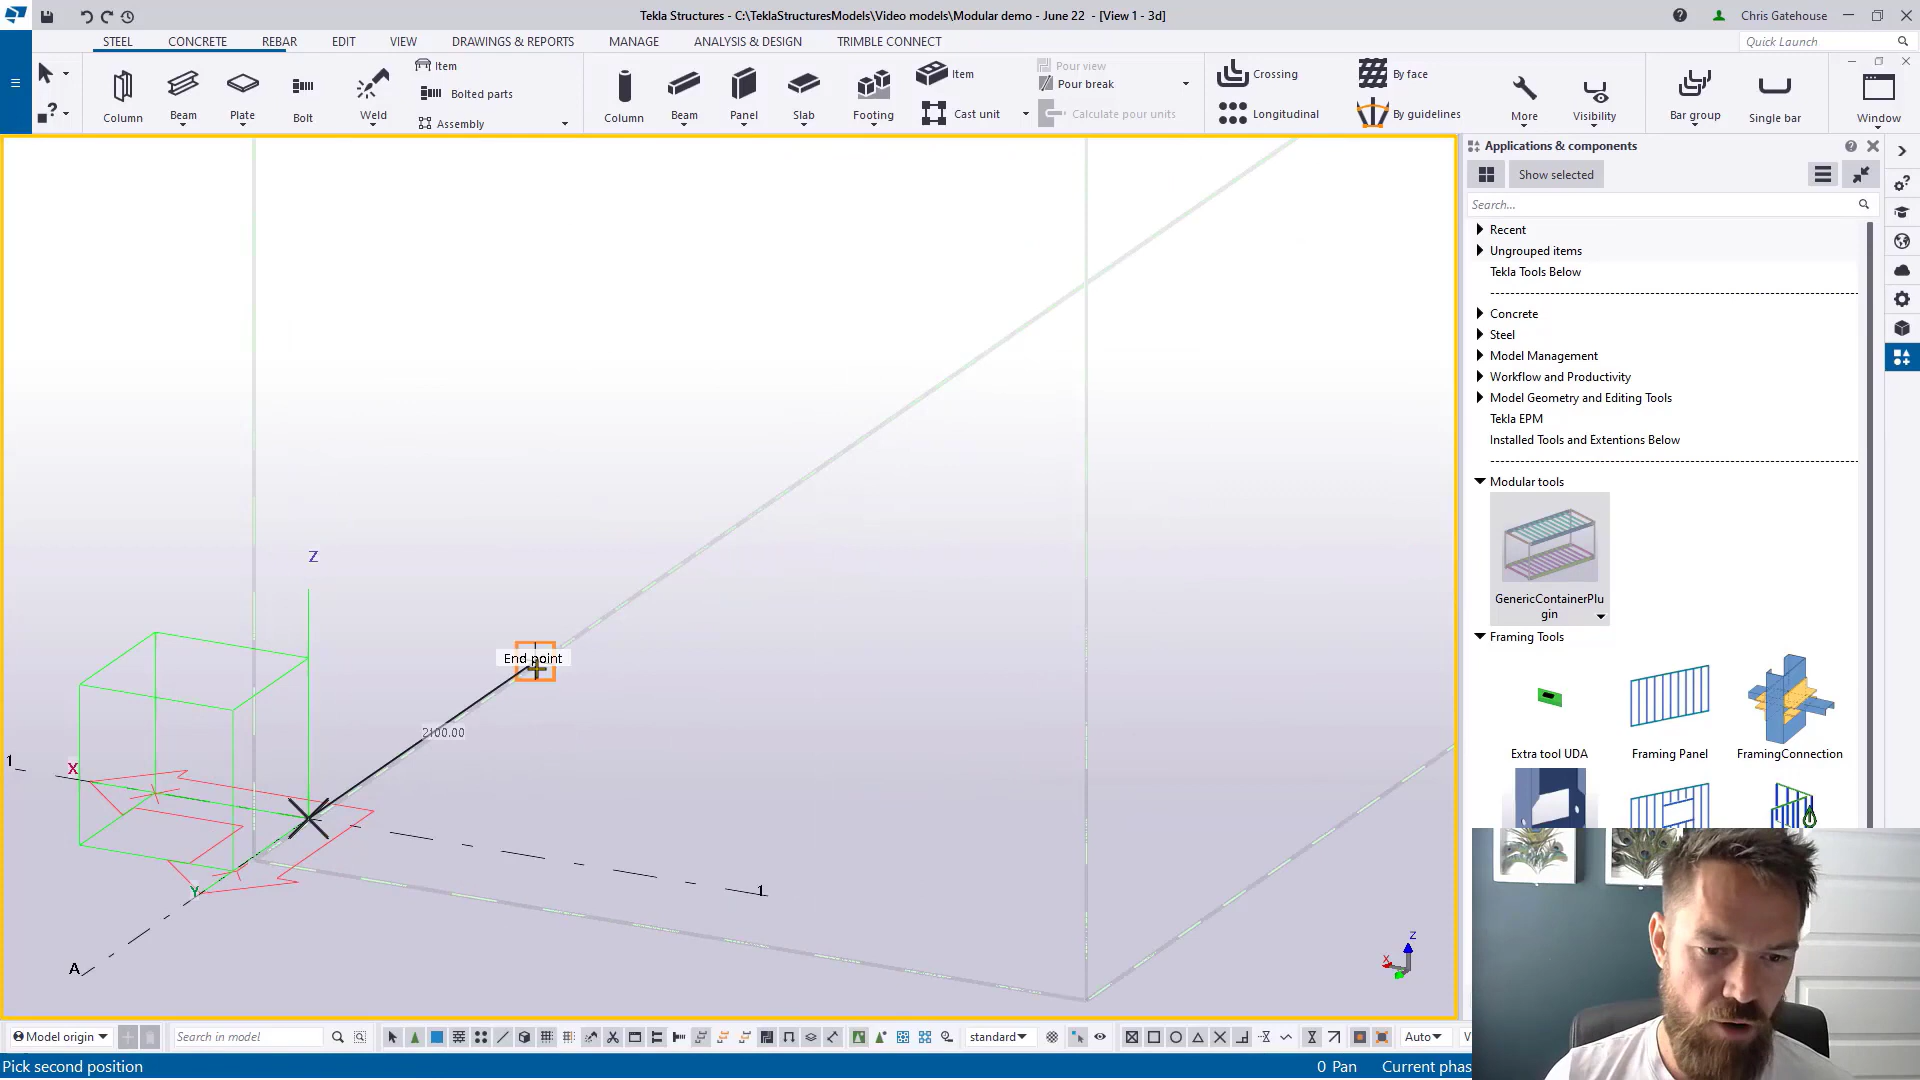 Tekla Structures - C:\TeklaStructuresModels\Video models\Modular demo - June 22 - [View 1 - 3d]
Chris Gatehouse
STEEL CONCRETE REBAR EDIT VIEW DRAWINGS & REPORTS MANAGE ANALYSIS & DESIGN TRIMBLE CONNECT
Quick Launch
Column
Beam
Plate
Bolt
Weld
Item
Bolted parts
Assembly
Column
Beam
Panel
Slab
Footing
Item
Cast unit
Pour view
Pour break
Calculate pour units
Crossing
Longitudinal
By face
By guidelines
More
Visibility
Bar group
Single bar
Window
Applications & components
Show selected
Search...
Recent
Ungrouped items
Tekla Tools Below
Concrete
Steel
Model Management
Workflow and Productivity
Model Geometry and Editing Tools
Tekla EPM
Installed Tools and Extentions Below
Modular tools
GenericContainerPlu
gin
Framing Tools
Extra tool UDA
Framing Panel
FramingConnection
Z
End point
2100.00
1
X
Y
1
A
Z
X
Model origin
Search in model
standard
Auto
V
Pick second position
0 Pan
Current phas